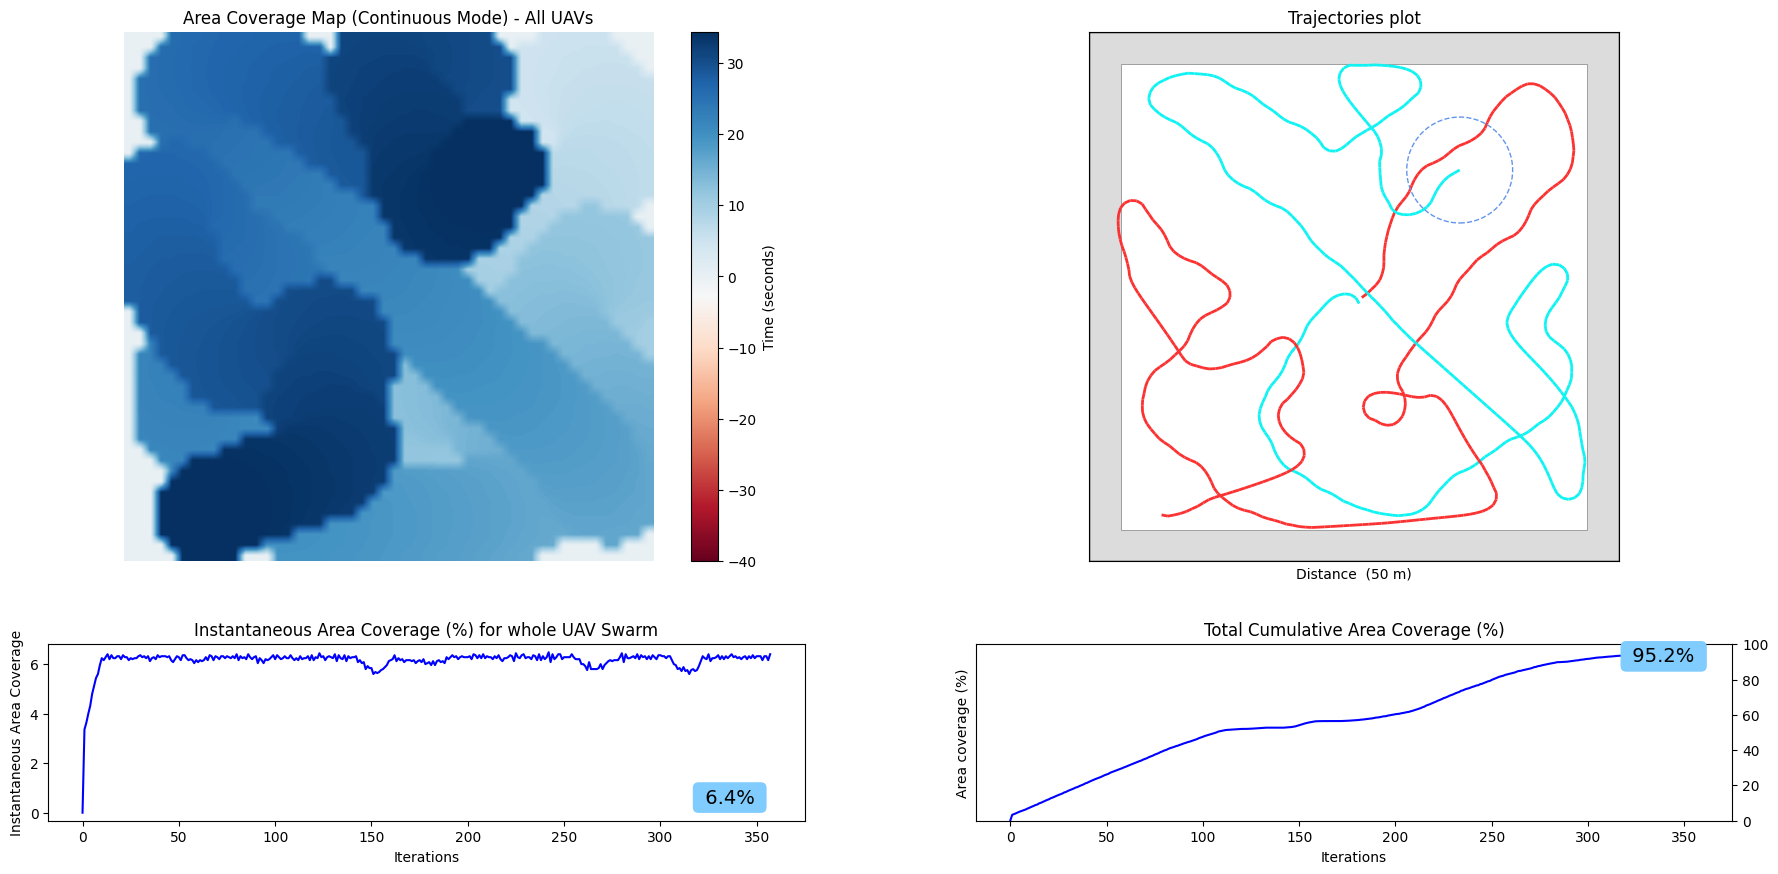 Area Coverage Map (Continuous Mode) - All UAVs
30
20
10
0
−10
−20
−30
−40
Time (seconds)
Trajectories plot
Distance  (50 m)
Instantaneous Area Coverage (%) for whole UAV Swarm
Instantaneous Area Coverage
6
4
2
0
6.4%
0 50 100 150 200 250 300 350
Iterations
Total Cumulative Area Coverage (%)
Area coverage (%)
95.2%
100
80
60
40
20
0
0 50 100 150 200 250 300 350
Iterations